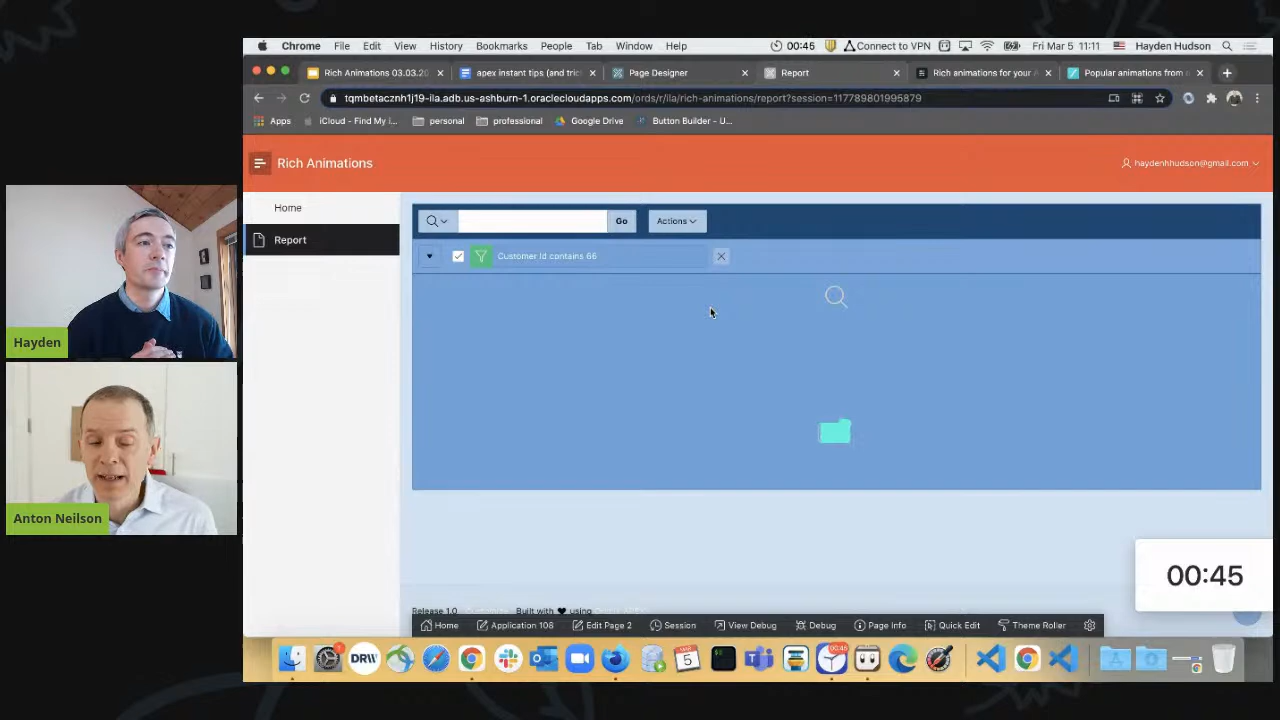 Chrome File Edit View History Bookmarks People Tab Window Help 00:45 Connect to VPN Fri Mar 5 11:11 Hayden Hudson
Rich Animations 03.03.20 apex instant tips (and tric Page Designer Report Rich animations for your A Popular animations from
tqmbetacznh1j19-ila.adb.us-ashburn-1.oraclecloudapps.com/ords/r/ila/rich-animations/report?session=117789801995879
Apps iCloud - Find My i... personal professional Google Drive Button Builder - U...
Rich Animations haydenhhudson@gmail.com
Home
Report
Go Actions
Customer Id contains 66
Hayden
Anton Neilson
00:45
Release 1.0 Built with using
Home Application 108 Edit Page 2 Session View Debug Debug Page Info Quick Edit Theme Roller
DRW MAR 5 00:45